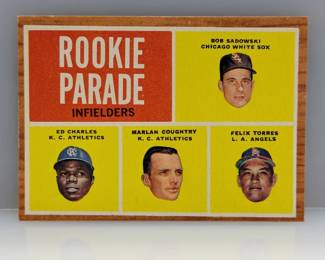 ROOKIE
PARADE
INFIELDERS
BOB SADOWSKI
CHICAGO WHITE SOX
ED CHARLES
K. C. ATHLETICS
MARLAN COUGHTRY
K. C. ATHLETICS
FELIX TORRES
L. A. ANGELS